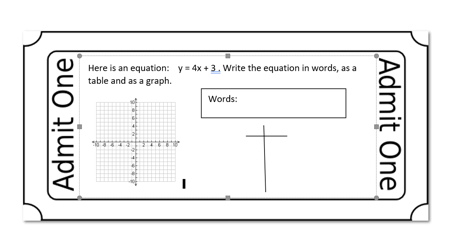 Admit One
Here is an equation: y = 4x + 3 . Write the equation in words, as a
table and as a graph.
Words:
Admit One